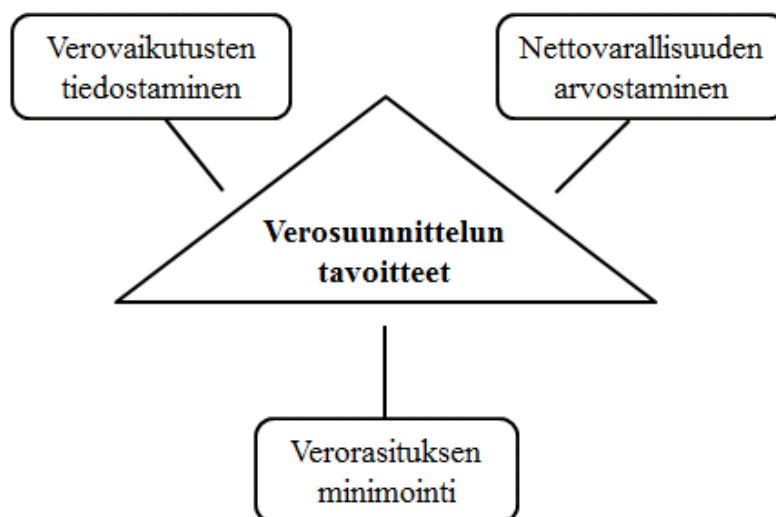 Verovaikutusten
tiedostaminen
Nettovarallisuuden
arvostaminen
Verosuunnittelun
tavoitteet
Verorasituksen
minimointi